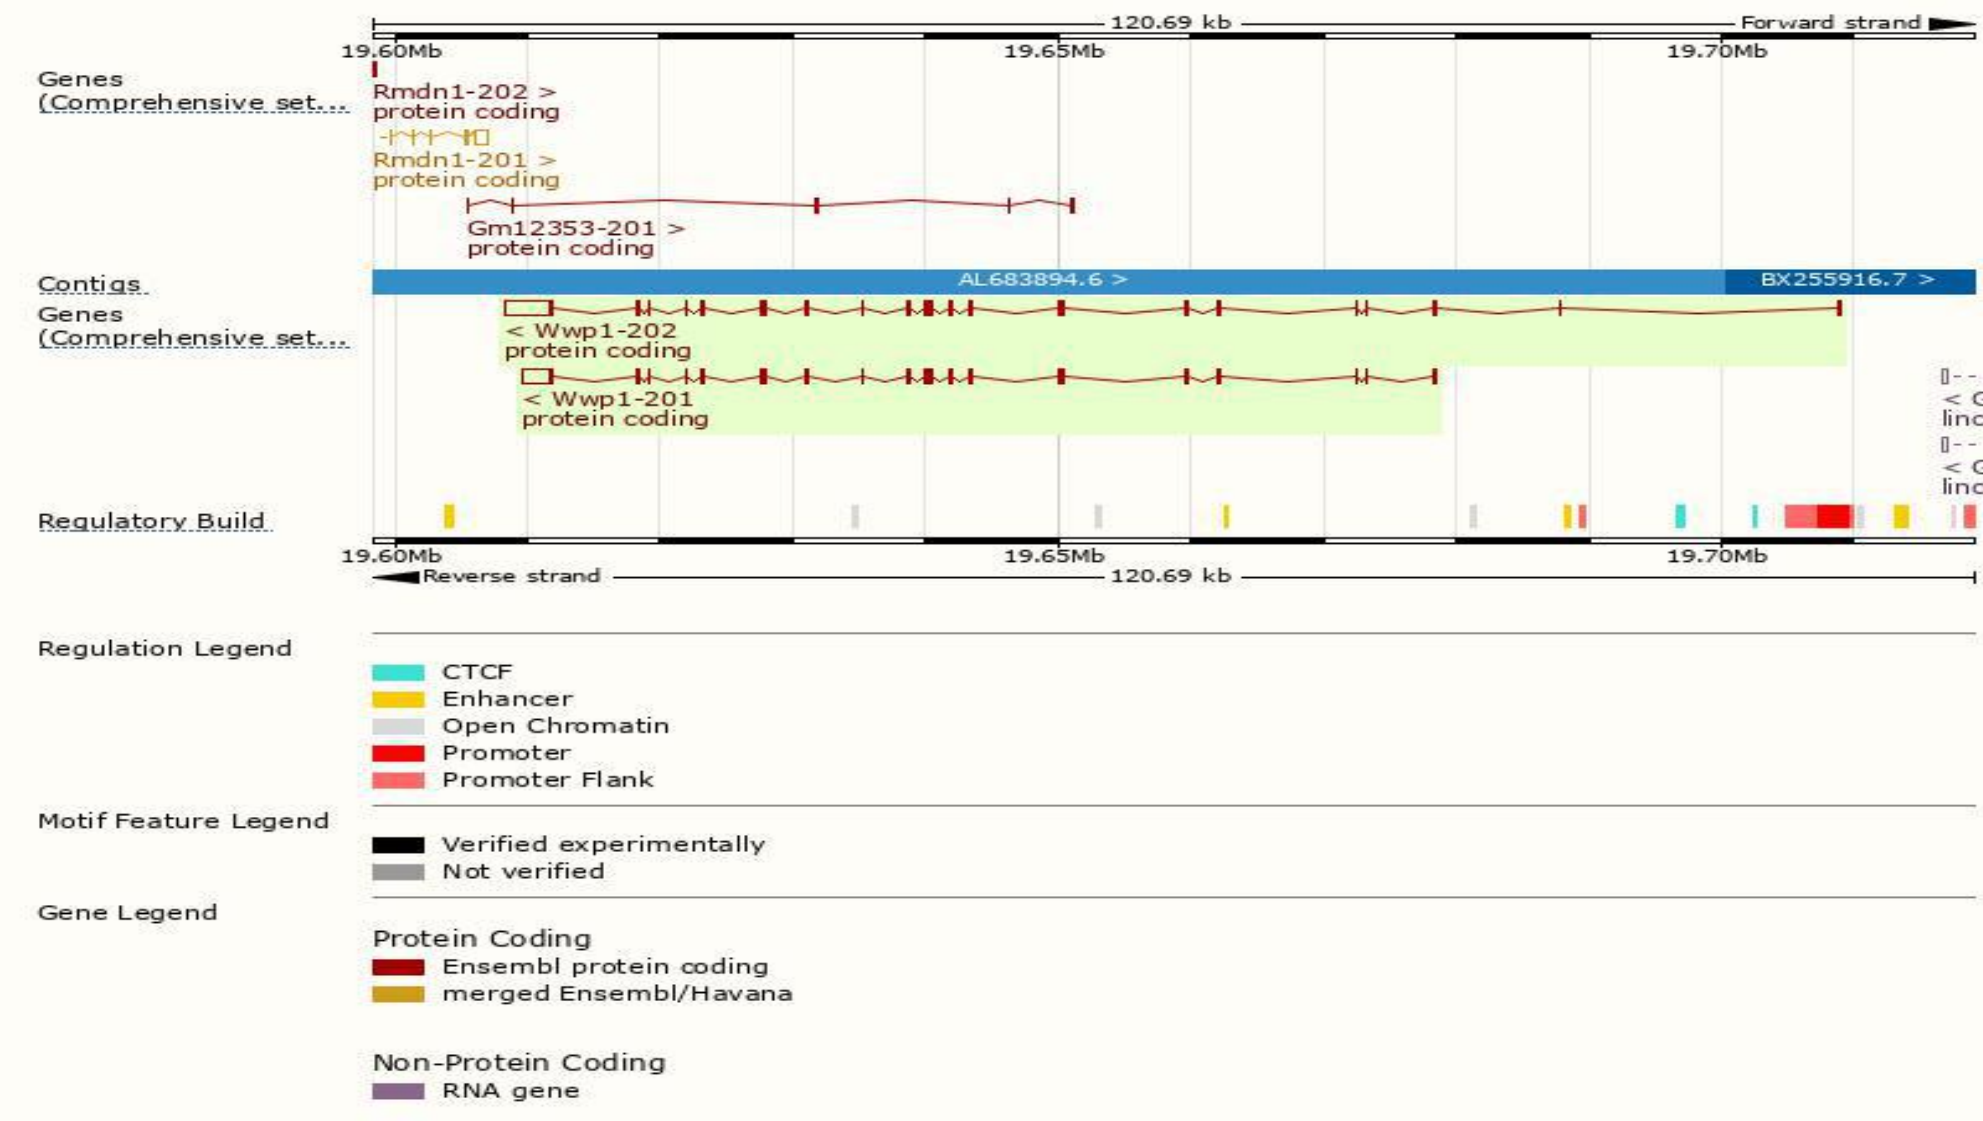 120.69 kb Forward strand
19.60Mb 19.65Mb 19.70Mb
Genes
(Comprehensive set...
Rmdn1-202 >
protein coding
Rmdn1-201 >
protein coding
Gm12353-201 >
protein coding
Contigs AL683894.6 > BX255916.7 >
Genes
(Comprehensive set...
< Wwp1-202
protein coding
< Wwp1-201
protein coding
< G
linc
< G
linc
Regulatory Build
19.60Mb 19.65Mb 19.70Mb
Reverse strand 120.69 kb
Regulation Legend
CTCF
Enhancer
Open Chromatin
Promoter
Promoter Flank
Motif Feature Legend
Verified experimentally
Not verified
Gene Legend
Protein Coding
Ensembl protein coding
merged Ensembl/Havana
Non-Protein Coding
RNA gene